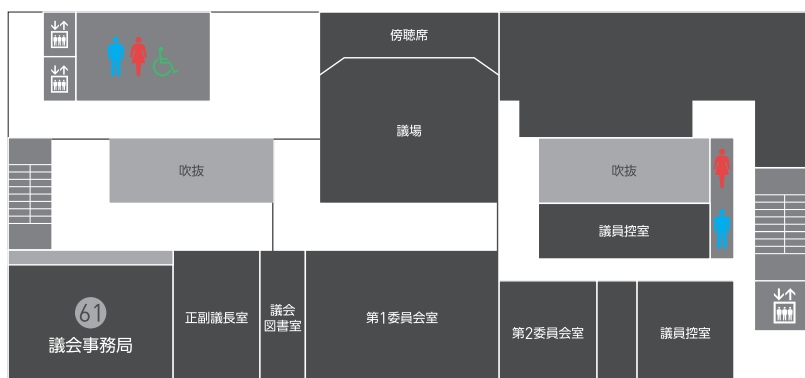 傍聴席
議場
吹抜
吹抜
議員控室
61
議会事務局
正副議長室
議会
図書室
第1委員会室
第2委員会室
議員控室